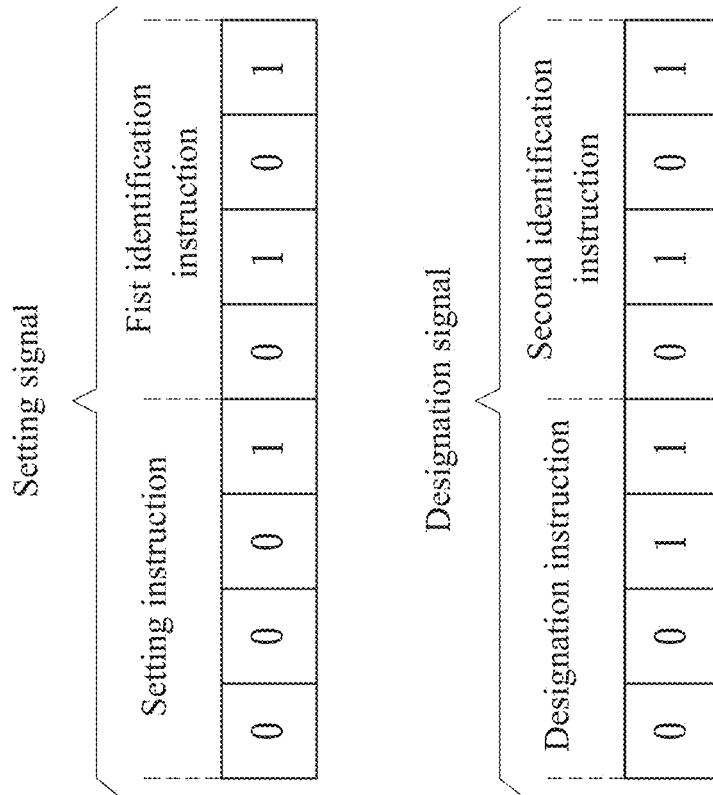 Setting signal
Setting instruction
Fist identification
instruction
0 0 0 1 0 1 0 1
Designation signal
Designation instruction
Second identification
instruction
0 0 1 1 0 1 0 1